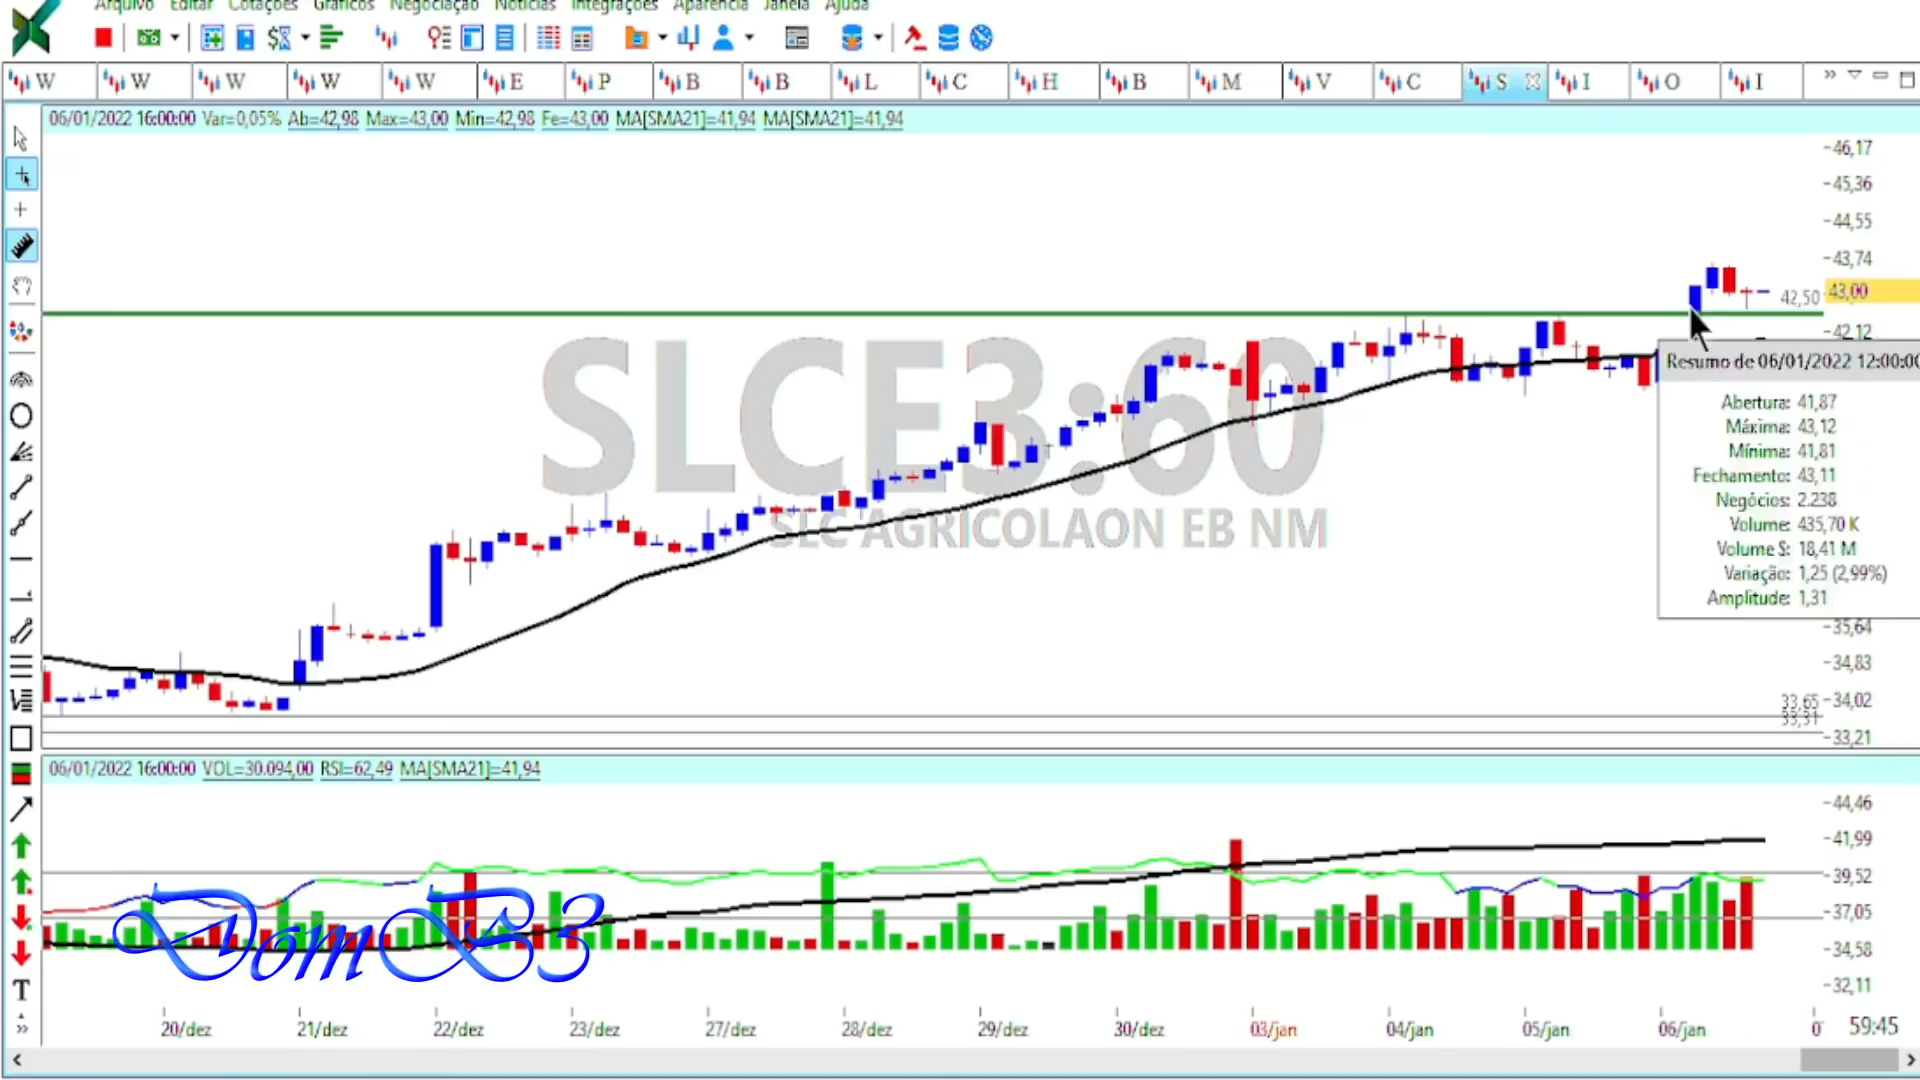 Arquivo Editar Cotações Gráficos Negociação Notícias Integrações Aparência Janela Ajuda
W W W W W E P B B L C H B M V C S I O I
06/01/2022 16:00:00 Var=0,05% Ab=42,98 Max=43,00 Min=42,98 Fe=43,00 MA[SMA21]=41,94 MA[SMA21]=41,94
46,17
45,36
44,55
43,74
42,50 43,00
42,12
SLCE3:60
SLC AGRICOLAON EB NM
Resumo de 06/01/2022 12:00:00
Abertura: 41,87
Máxima: 43,12
Mínima: 41,81
Fechamento: 43,11
Negócios: 2.238
Volume: 435,70 K
Volume $: 18,41 M
Variação: 1,25 (2,99%)
Amplitude: 1,31
35,64
34,83
33,65 34,02
33,31
33,21
06/01/2022 16:00:00 VOL=30.094,00 RSI=62,49 MA[SMA21]=41,94
44,46
41,99
39,52
37,05
34,58
32,11
DomB3
T
20/dez 21/dez 22/dez 23/dez 27/dez 28/dez 29/dez 30/dez 03/jan 04/jan 05/jan 06/jan 0 59:45